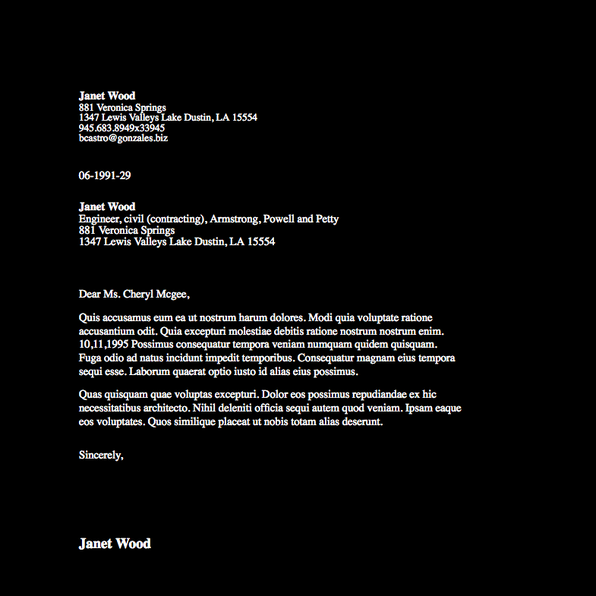 Janet Wood
881 Veronica Springs
1347 Lewis Valleys Lake Dustin, LA 15554
945.683.8949x33945
bcastro@gonzales.biz
06-1991-29
Janet Wood
Engineer, civil (contracting), Armstrong, Powell and Petty
881 Veronica Springs
1347 Lewis Valleys Lake Dustin, LA 15554
Dear Ms. Cheryl Mcgee,
Quis accusamus eum ea ut nostrum harum dolores. Modi quia voluptate ratione
accusantium odit. Quia excepturi molestiae debitis ratione nostrum nostrum enim.
10,11,1995 Possimus consequatur tempora veniam numquam quidem quisquam.
Fuga odio ad natus incidunt impedit temporibus. Consequatur magnam eius tempora
sequi esse. Laborum quaerat optio iusto id alias eius possimus.
Quas quisquam quae voluptas excepturi. Dolor eos possimus repudiandae ex hic
necessitatibus architecto. Nihil deleniti officia sequi autem quod veniam. Ipsam eaque
eos voluptates. Quos similique placeat ut nobis totam alias deserunt.
Sincerely,
Janet Wood